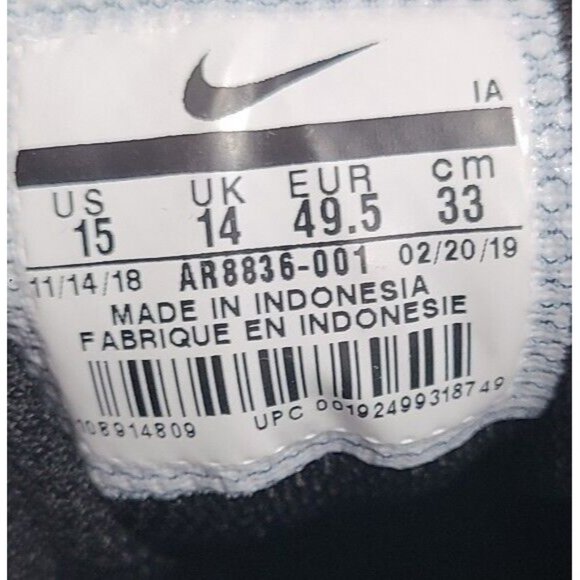 IA
US UK EUR cm
15 14 49.5 33
11/14/18 AR8836-001 02/20/19
MADE IN INDONESIA
FABRIQUE EN INDONESIE
108914809 UPC 00192499318749